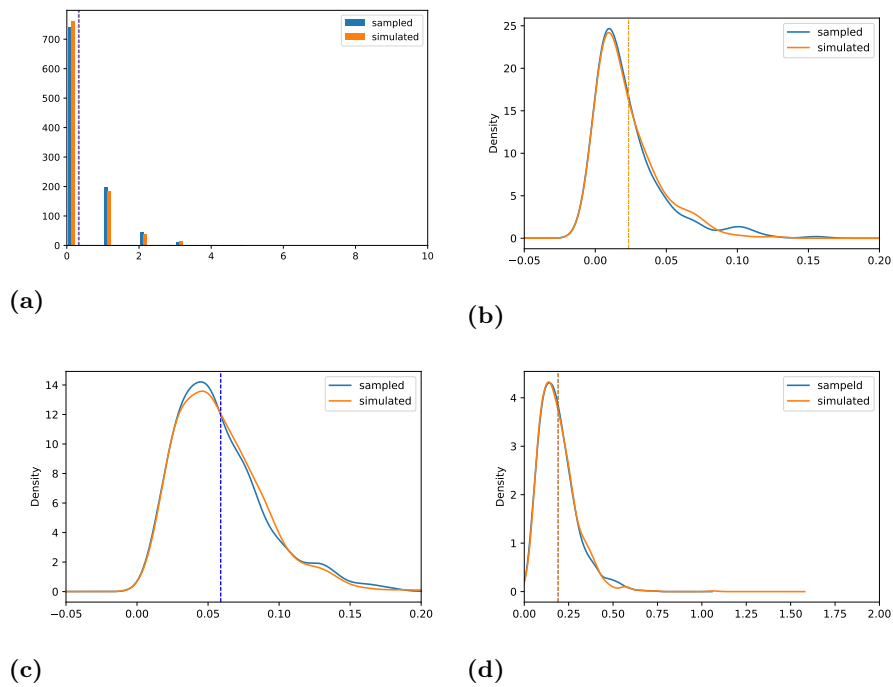 700
600
500
400
300
200
100
0
0 2 4 6 8 10
sampled
simulated
(a)
25
20
15
10
5
0
Density
−0.05 0.00 0.05 0.10 0.15 0.20
sampled
simulated
(b)
14
12
10
8
6
4
2
0
Density
−0.05 0.00 0.05 0.10 0.15 0.20
sampled
simulated
(c)
4
3
2
1
0
Density
0.00 0.25 0.50 0.75 1.00 1.25 1.50 1.75 2.00
sampeld
simulated
(d)